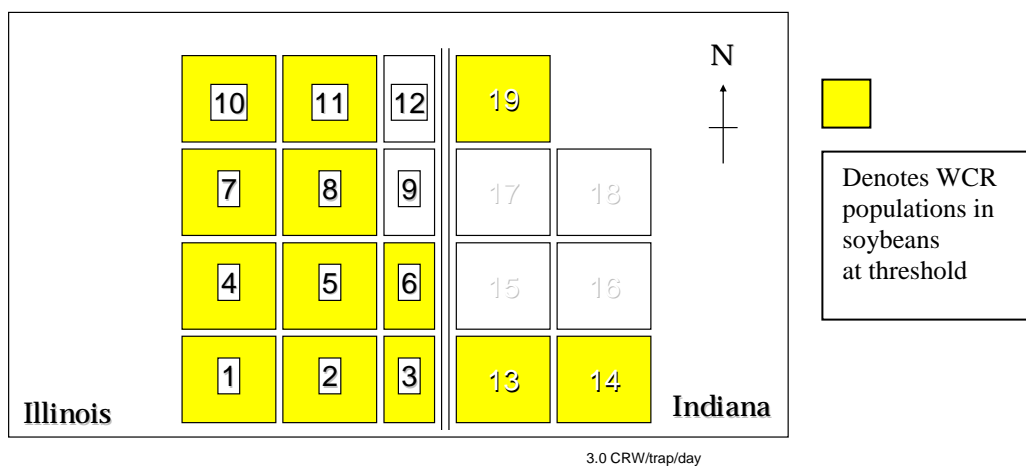 N
10 11 12 19
7 8 9 17 18
4 5 6 15 16
1 2 3 13 14
Illinois
Indiana
Denotes WCR
populations in
soybeans
at threshold
3.0 CRW/trap/day